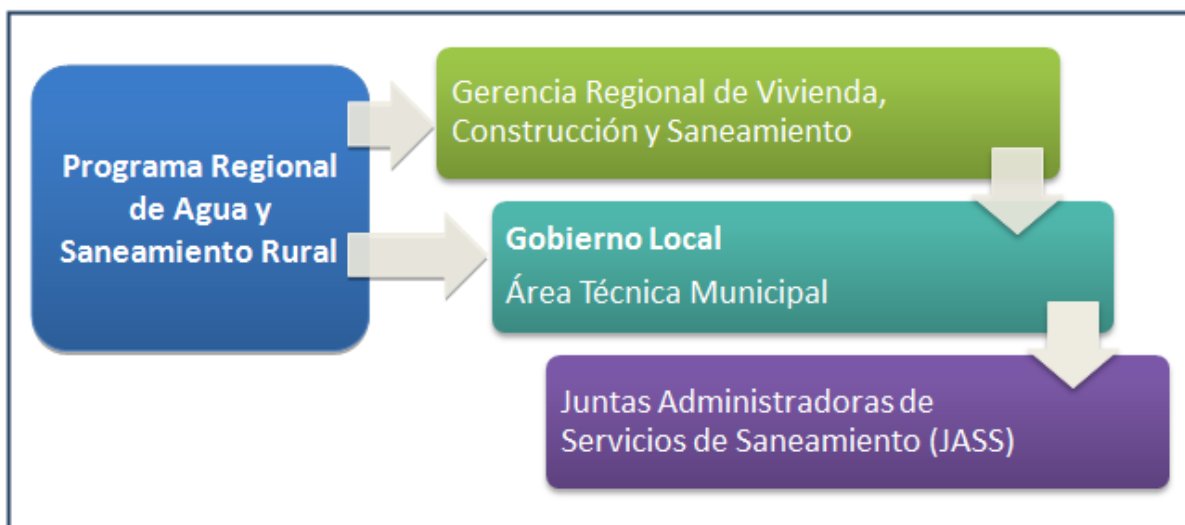 Programa Regional
de Agua y
Saneamiento Rural
Gerencia Regional de Vivienda,
Construcción y Saneamiento
Gobierno Local
Área Técnica Municipal
Juntas Administradoras de
Servicios de Saneamiento (JASS)